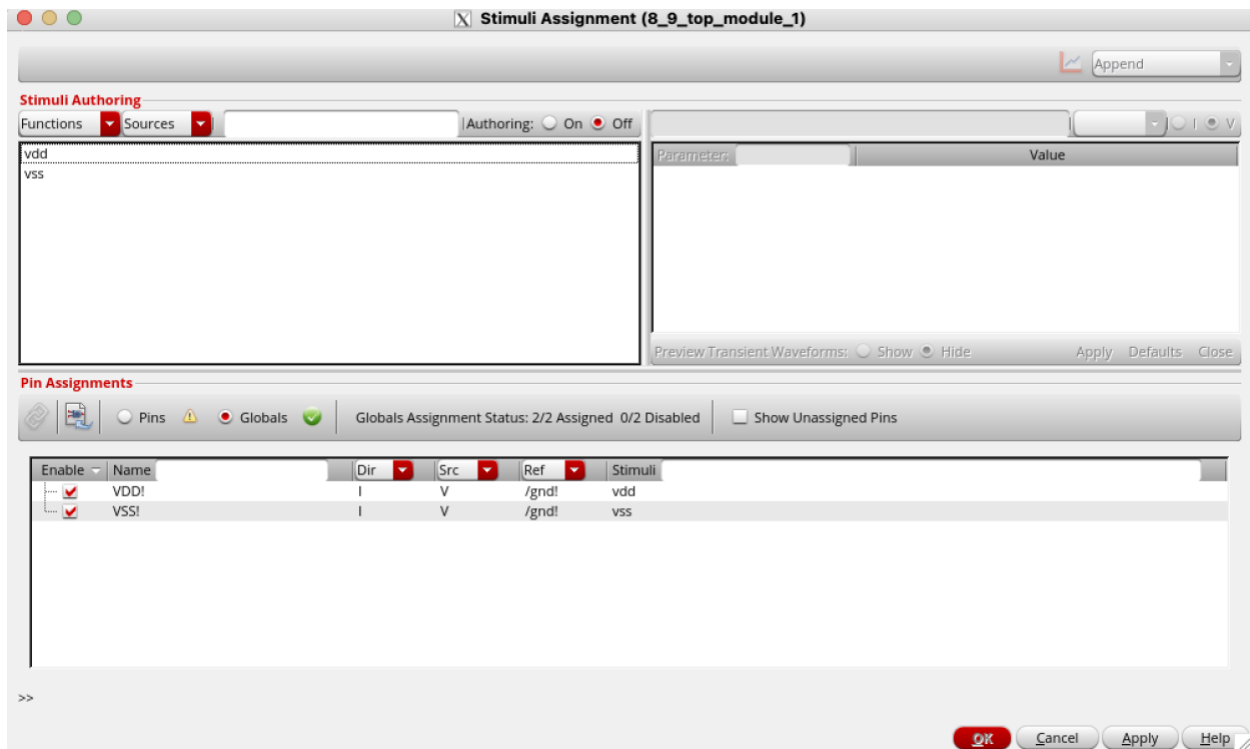 Stimuli Assignment (8_9_top_module_1)
Append
Stimuli Authoring
Functions Sources Authoring: On Off I V
vdd
vss
Parameter: Value
Preview Transient Waveforms: Show Hide Apply Defaults Close
Pin Assignments
Pins Globals Globals Assignment Status: 2/2 Assigned 0/2 Disabled Show Unassigned Pins
Enable Name Dir Src Ref Stimuli
VDD! I V /gnd! vdd
VSS! I V /gnd! vss
>>
OK Cancel Apply Help